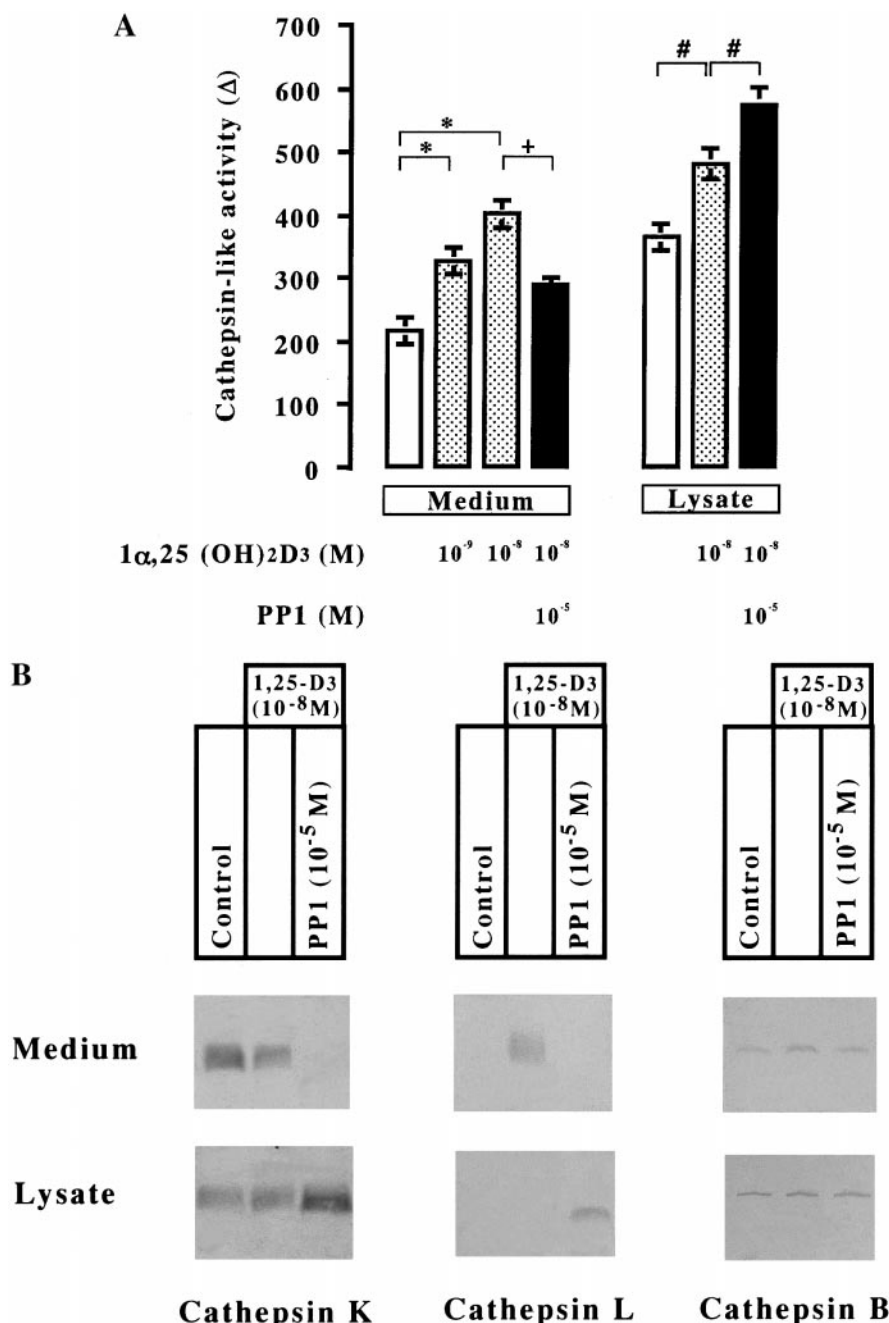 A
700
600
500
400
300
200
100
0
Cathepsin-like activity (Δ)
* * + # #
Medium Lysate
1α,25 (OH)2D3 (M) 10-9 10-8 10-8 10-8 10-8
PP1 (M) 10-5 10-5
B
1,25-D3 1,25-D3 1,25-D3
(10-8M) (10-8M) (10-8M)
Control PP1 (10-5 M) Control PP1 (10-5 M) Control PP1 (10-5 M)
Medium
Lysate
Cathepsin K Cathepsin L Cathepsin B